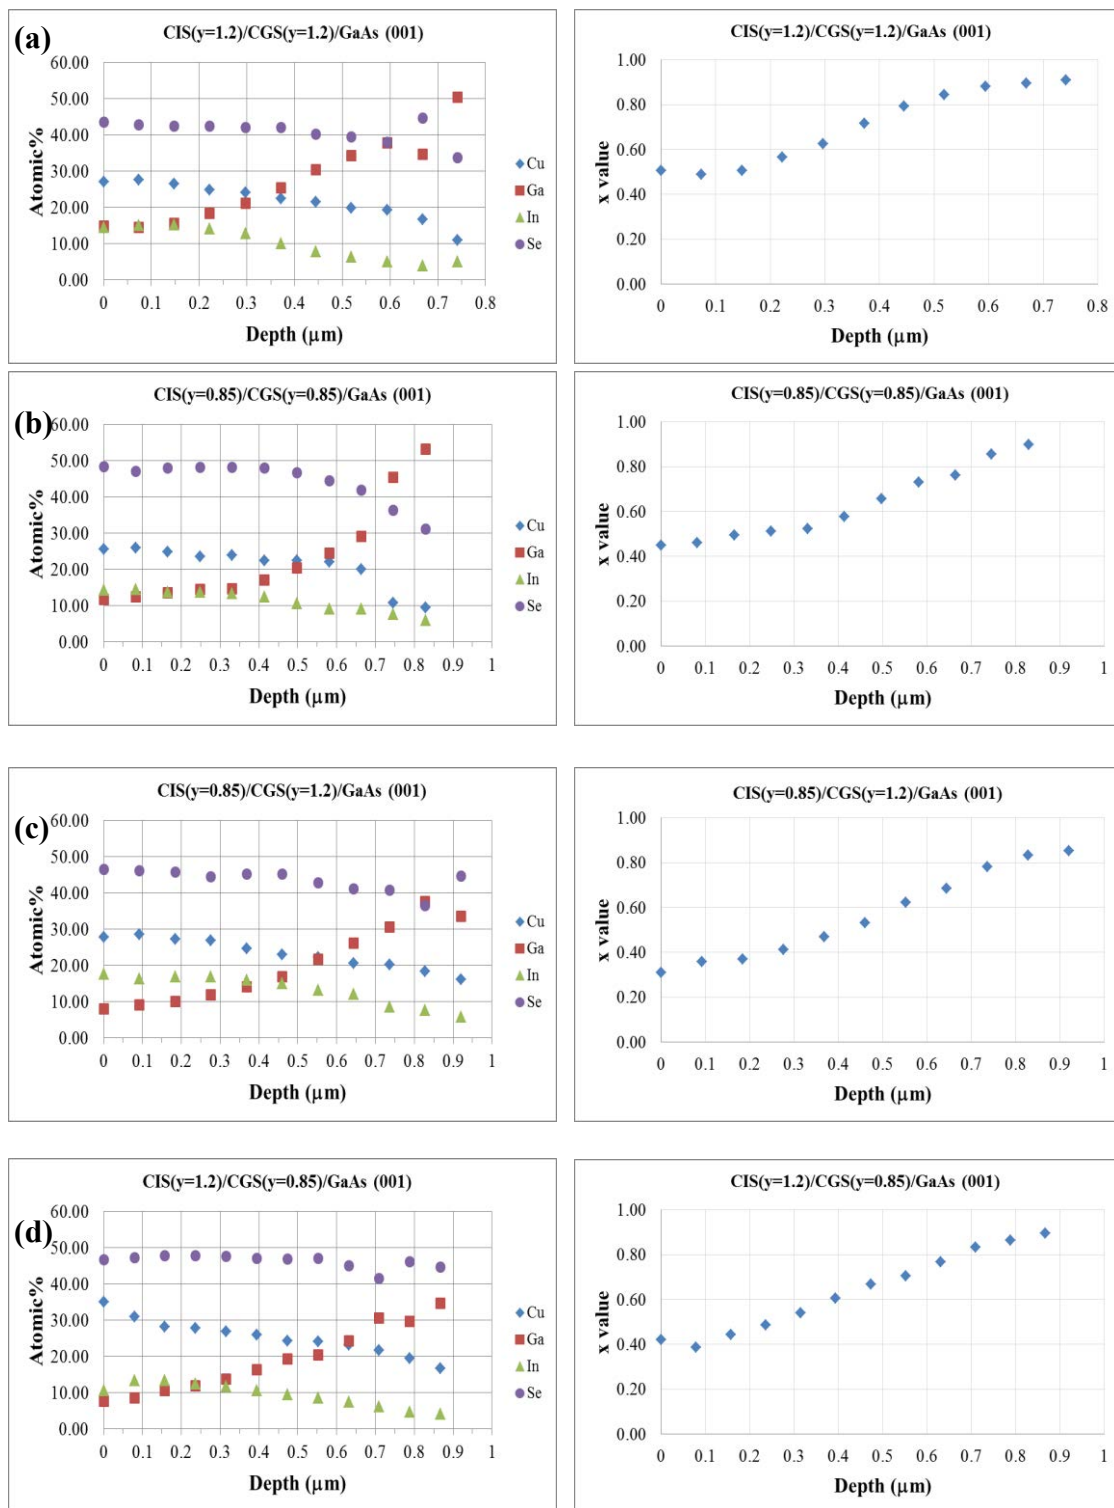 (a)
CIS(y=1.2)/CGS(y=1.2)/GaAs (001)
60.00
50.00
40.00
30.00
20.00
10.00
0.00
Atomic%
0 0.1 0.2 0.3 0.4 0.5 0.6 0.7 0.8
Depth (μm)
Cu
Ga
In
Se
CIS(y=1.2)/CGS(y=1.2)/GaAs (001)
1.00
0.80
0.60
0.40
0.20
0.00
x value
0 0.1 0.2 0.3 0.4 0.5 0.6 0.7 0.8
Depth (μm)
(b)
CIS(y=0.85)/CGS(y=0.85)/GaAs (001)
60.00
50.00
40.00
30.00
20.00
10.00
0.00
Atomic%
0 0.1 0.2 0.3 0.4 0.5 0.6 0.7 0.8 0.9 1
Depth (μm)
Cu
Ga
In
Se
CIS(y=0.85)/CGS(y=0.85)/GaAs (001)
1.00
0.80
0.60
0.40
0.20
0.00
x value
0 0.1 0.2 0.3 0.4 0.5 0.6 0.7 0.8 0.9 1
Depth (μm)
(c)
CIS(y=0.85)/CGS(y=1.2)/GaAs (001)
60.00
50.00
40.00
30.00
20.00
10.00
0.00
Atomic%
0 0.1 0.2 0.3 0.4 0.5 0.6 0.7 0.8 0.9 1
Depth (μm)
Cu
Ga
In
Se
CIS(y=0.85)/CGS(y=1.2)/GaAs (001)
1.00
0.80
0.60
0.40
0.20
0.00
x value
0 0.1 0.2 0.3 0.4 0.5 0.6 0.7 0.8 0.9 1
Depth (μm)
(d)
CIS(y=1.2)/CGS(y=0.85)/GaAs (001)
60.00
50.00
40.00
30.00
20.00
10.00
0.00
Atomic%
0 0.1 0.2 0.3 0.4 0.5 0.6 0.7 0.8 0.9 1
Depth (μm)
Cu
Ga
In
Se
CIS(y=1.2)/CGS(y=0.85)/GaAs (001)
1.00
0.80
0.60
0.40
0.20
0.00
x value
0 0.1 0.2 0.3 0.4 0.5 0.6 0.7 0.8 0.9 1
Depth (μm)